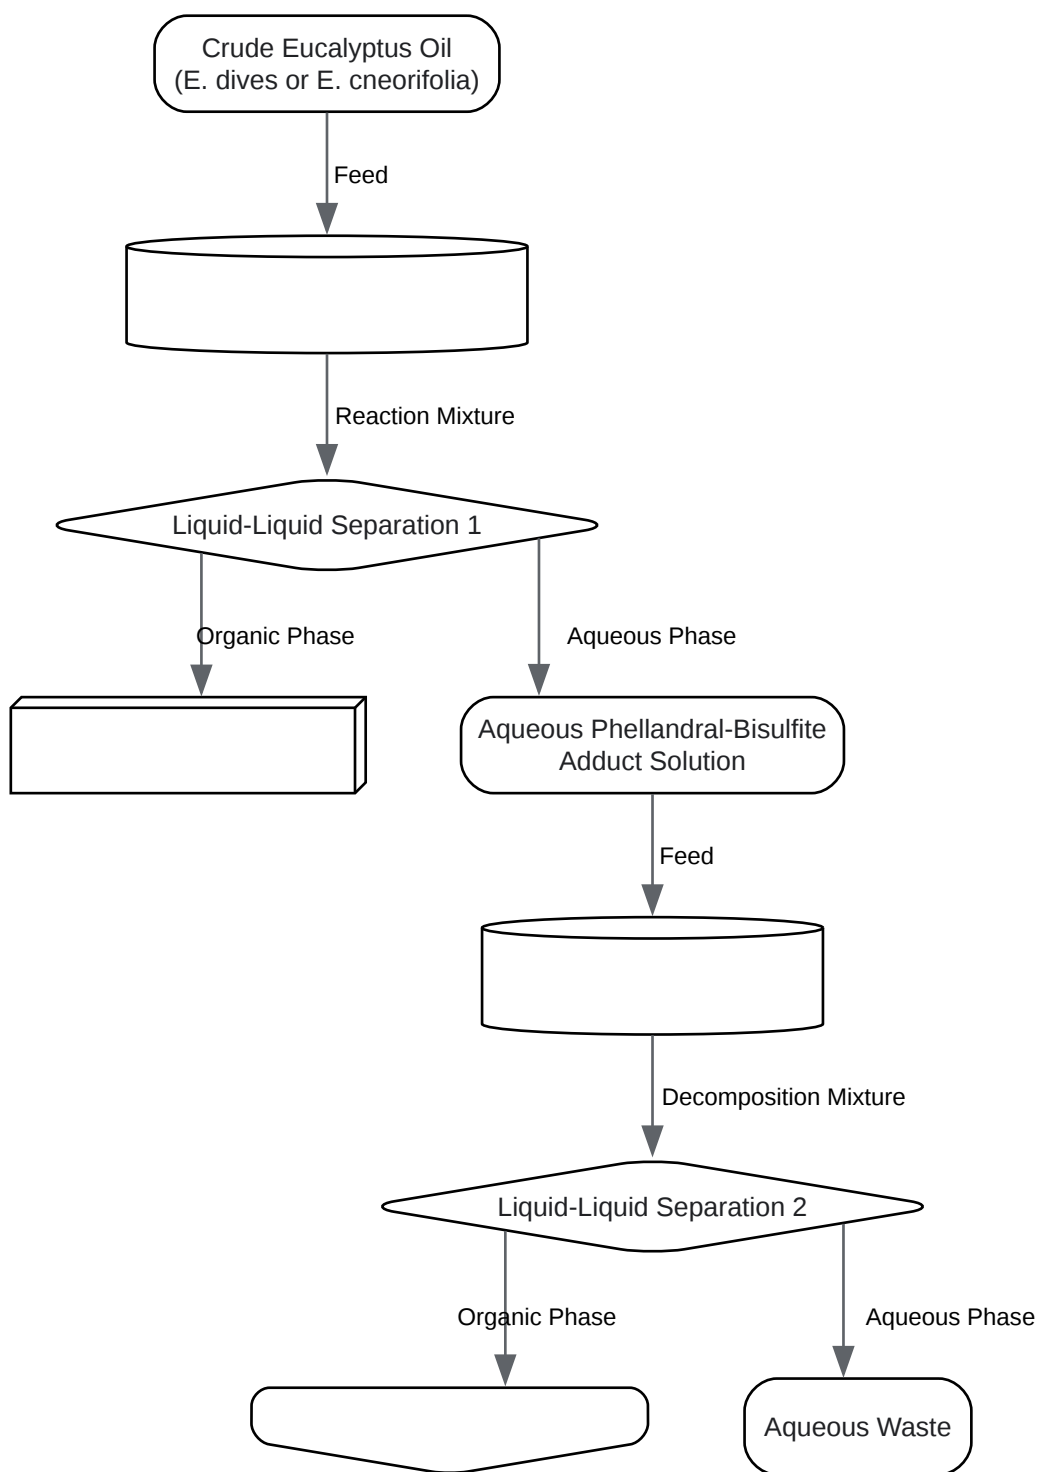 Crude Eucalyptus Oil
(E. dives or E. cneorifolia)
Feed
Reaction Mixture
Liquid-Liquid Separation 1
Organic Phase
Aqueous Phase
Aqueous Phellandral-Bisulfite
Adduct Solution
Feed
Decomposition Mixture
Liquid-Liquid Separation 2
Organic Phase
Aqueous Phase
Aqueous Waste